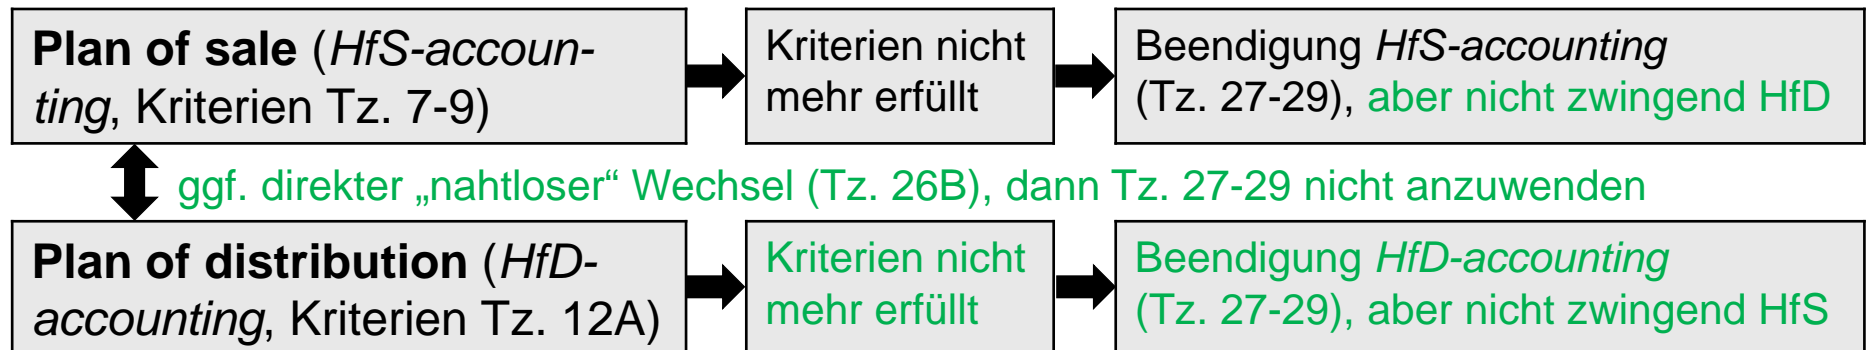 Plan of sale (HfS-accoun-
ting, Kriterien Tz. 7-9)
Kriterien nicht
mehr erfüllt
Beendigung HfS-accounting
(Tz. 27-29), aber nicht zwingend HfD
ggf. direkter „nahtloser“ Wechsel (Tz. 26B), dann Tz. 27-29 nicht anzuwenden
Plan of distribution (HfD-
accounting, Kriterien Tz. 12A)
Kriterien nicht
mehr erfüllt
Beendigung HfD-accounting
(Tz. 27-29), aber nicht zwingend HfS